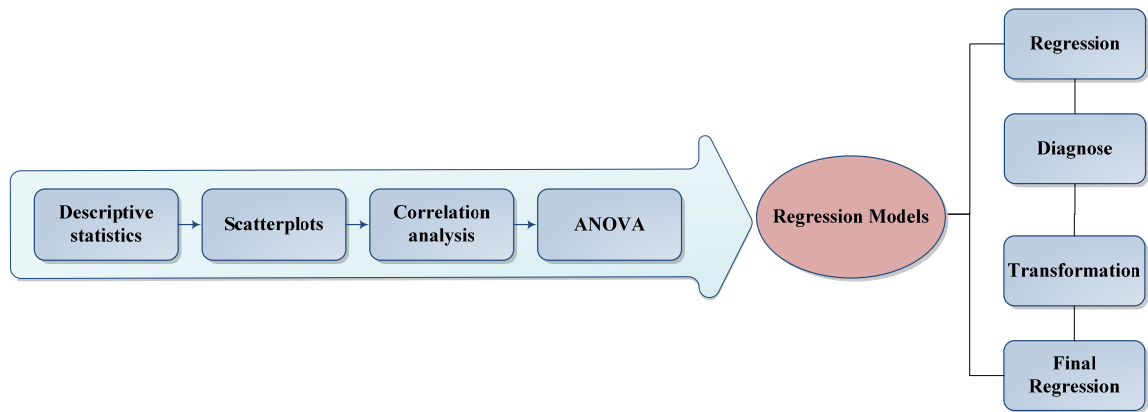 Descriptive
statistics
Scatterplots
Correlation
analysis
ANOVA
Regression Models
Regression
Diagnose
Transformation
Final
Regression